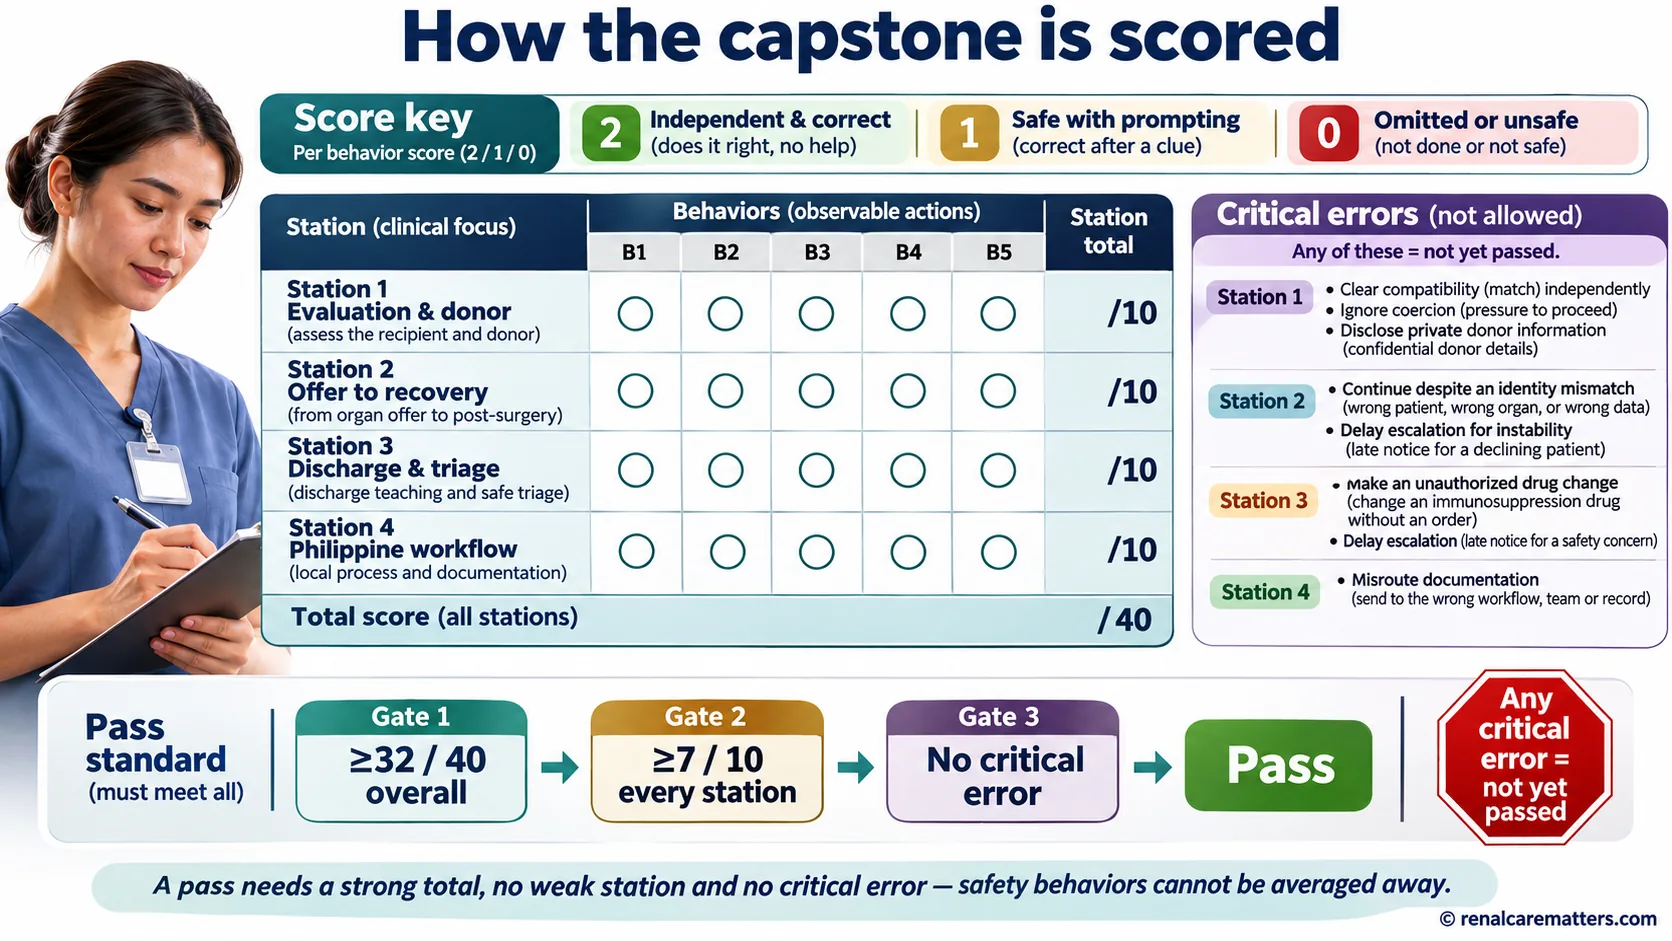 How the capstone is scored
Score key
Per behavior score (2 / 1 / 0)
2
Independent & correct
(does it right, no help)
1
Safe with prompting
(correct after a clue)
0
Omitted or unsafe
(not done or not safe)
Station (clinical focus)
Behaviors (observable actions)
Station
total
B1
B2
B3
B4
B5
Station 1
Evaluation & donor
(assess the recipient and donor)
/10
Station 2
Offer to recovery
(from organ offer to post-surgery)
/10
Station 3
Discharge & triage
(discharge teaching and safe triage)
/10
Station 4
Philippine workflow
(local process and documentation)
/10
Total score (all stations)
/ 40
Critical errors (not allowed)
Any of these = not yet passed.
Station 1
• Clear compatibility (match) independently
• Ignore coercion (pressure to proceed)
• Disclose private donor information
(confidential donor details)
Station 2
• Continue despite an identity mismatch
(wrong patient, wrong organ, or wrong data)
• Delay escalation for instability
(late notice for a declining patient)
Station 3
• Make an unauthorized drug change
(change an immunosuppression drug
without an order)
• Delay escalation (late notice for a safety concern)
Station 4
• Misroute documentation
(send to the wrong workflow, team or record)
Pass
standard
(must meet all)
Gate 1
≥32 / 40
overall
Gate 2
≥7 / 10
every station
Gate 3
No critical
error
Pass
Any
critical
error =
not yet
passed
A pass needs a strong total, no weak station and no critical error — safety behaviors cannot be averaged away.
© renalcarematters.com